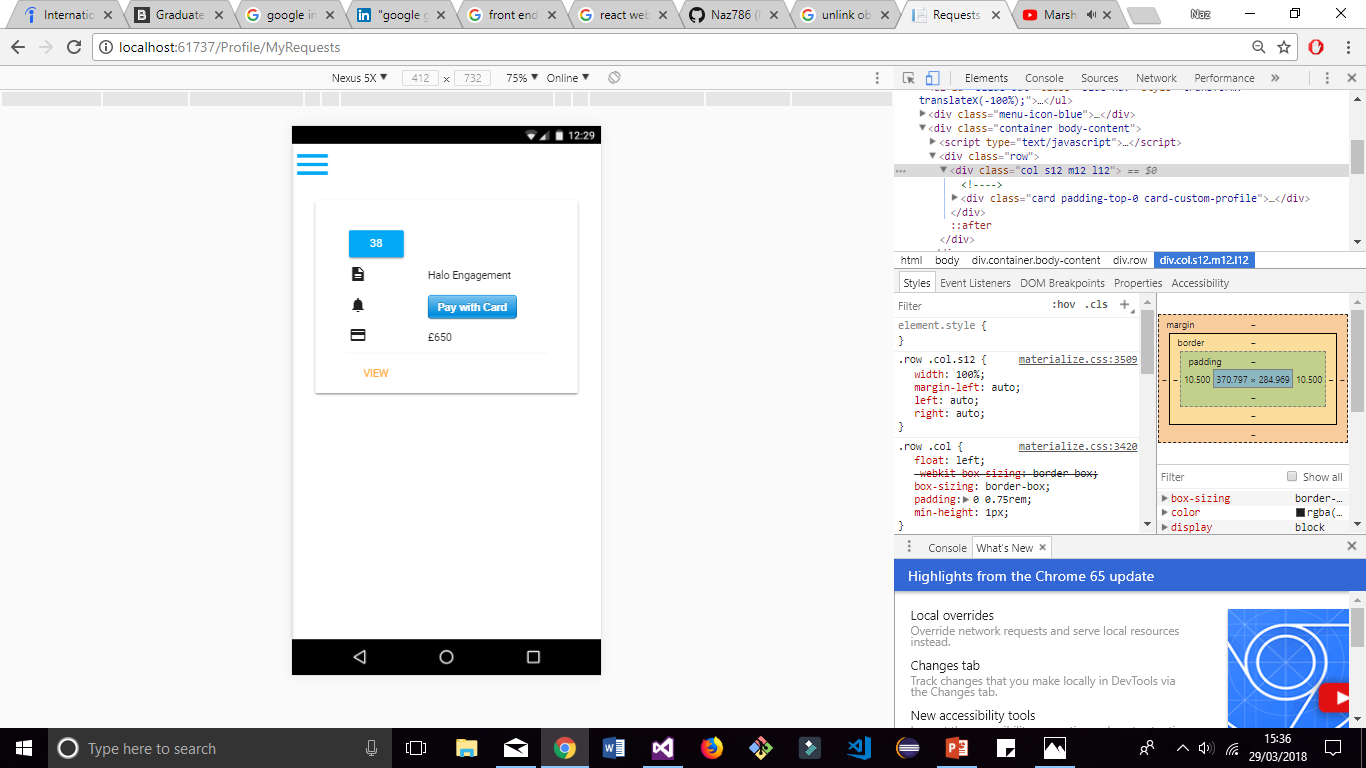 Internatio
Graduate
google in
"google g
front end
react web
Naz786 (
unlink ob
Requests
Marsh
Naz
localhost:61737/Profile/MyRequests
Nexus 5X 412 x 732 75% Online
Elements Console Sources Network Performance »
translateX(-100%);">…</ul>
<div class="menu-icon-blue">…</div>
<div class="container body-content">
<script type="text/javascript">…</script>
<div class="row">
<div class="col s12 m12 l12"> == $0
<!---->
<div class="card padding-top-0 card-custom-profile">…</div>
</div>
::after
</div>
html body div.container.body-content div.row div.col.s12.m12.l12
Styles Event Listeners DOM Breakpoints Properties Accessibility
Filter :hov .cls +
element.style {
}
.row .col.s12 { materialize.css:3509
width: 100%;
margin-left: auto;
left: auto;
right: auto;
}
.row .col { materialize.css:3420
float: left;
-webkit-box-sizing: border-box;
box-sizing: border-box;
padding: 0 0.75rem;
min-height: 1px;
}
margin –
border –
padding –
– – 10.500 370.797 × 284.969 10.500 – –
–
–
–
Filter Show all
box-sizing border-…
color rgba(…
display block
Console What's New ×
Highlights from the Chrome 65 update
Local overrides
Override network requests and serve local resources
instead.
Changes tab
Track changes that you make locally in DevTools via
the Changes tab.
New accessibility tools
12:29
38
Halo Engagement
Pay with Card
£650
VIEW
Type here to search
15:36
29/03/2018